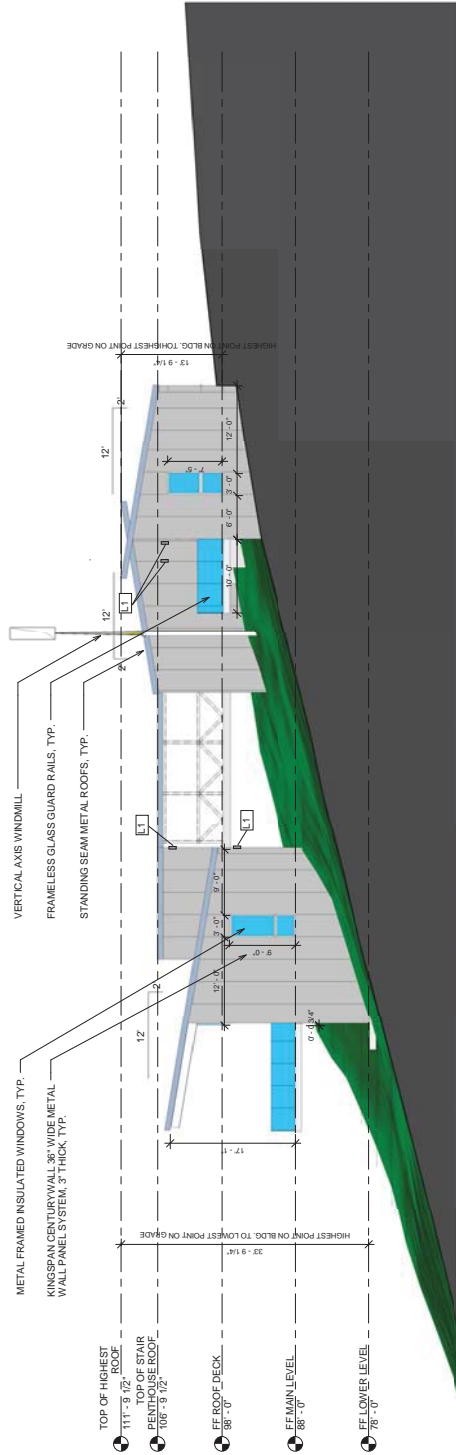 VERTICAL AXIS WINDMILL
FRAMELESS GLASS GUARD RAILS, TYP.
STANDING SEAM METAL ROOFS, TYP.
METAL FRAMED INSULATED WINDOWS, TYP.
KINGSPAN CENTURYWALL 36" WIDE METAL
WALL PANEL SYSTEM, 3" THICK, TYP.
TOP OF HIGHEST
ROOF
111' - 9 1/2"
TOP OF STAIR
PENTHOUSE ROOF
106' - 9 1/2"
FF ROOF DECK
98' - 0"
FF MAIN LEVEL
88' - 0"
FF LOWER LEVEL
78' - 0"
HIGHEST POINT ON BLDG. TO LOWEST POINT ON GRADE
33' - 9 1/4"
17' - 1"
12'
2'
12' - 0"
3' - 0"
9' - 0"
9' - 0"
L1
L1
12'
2'
L1
10' - 0"
6' - 0"
3' - 0"
12' - 0"
7' - 5"
12'
2'
HIGHEST POINT ON BLDG. TO HIGHEST POINT ON GRADE
13' - 9 1/4"